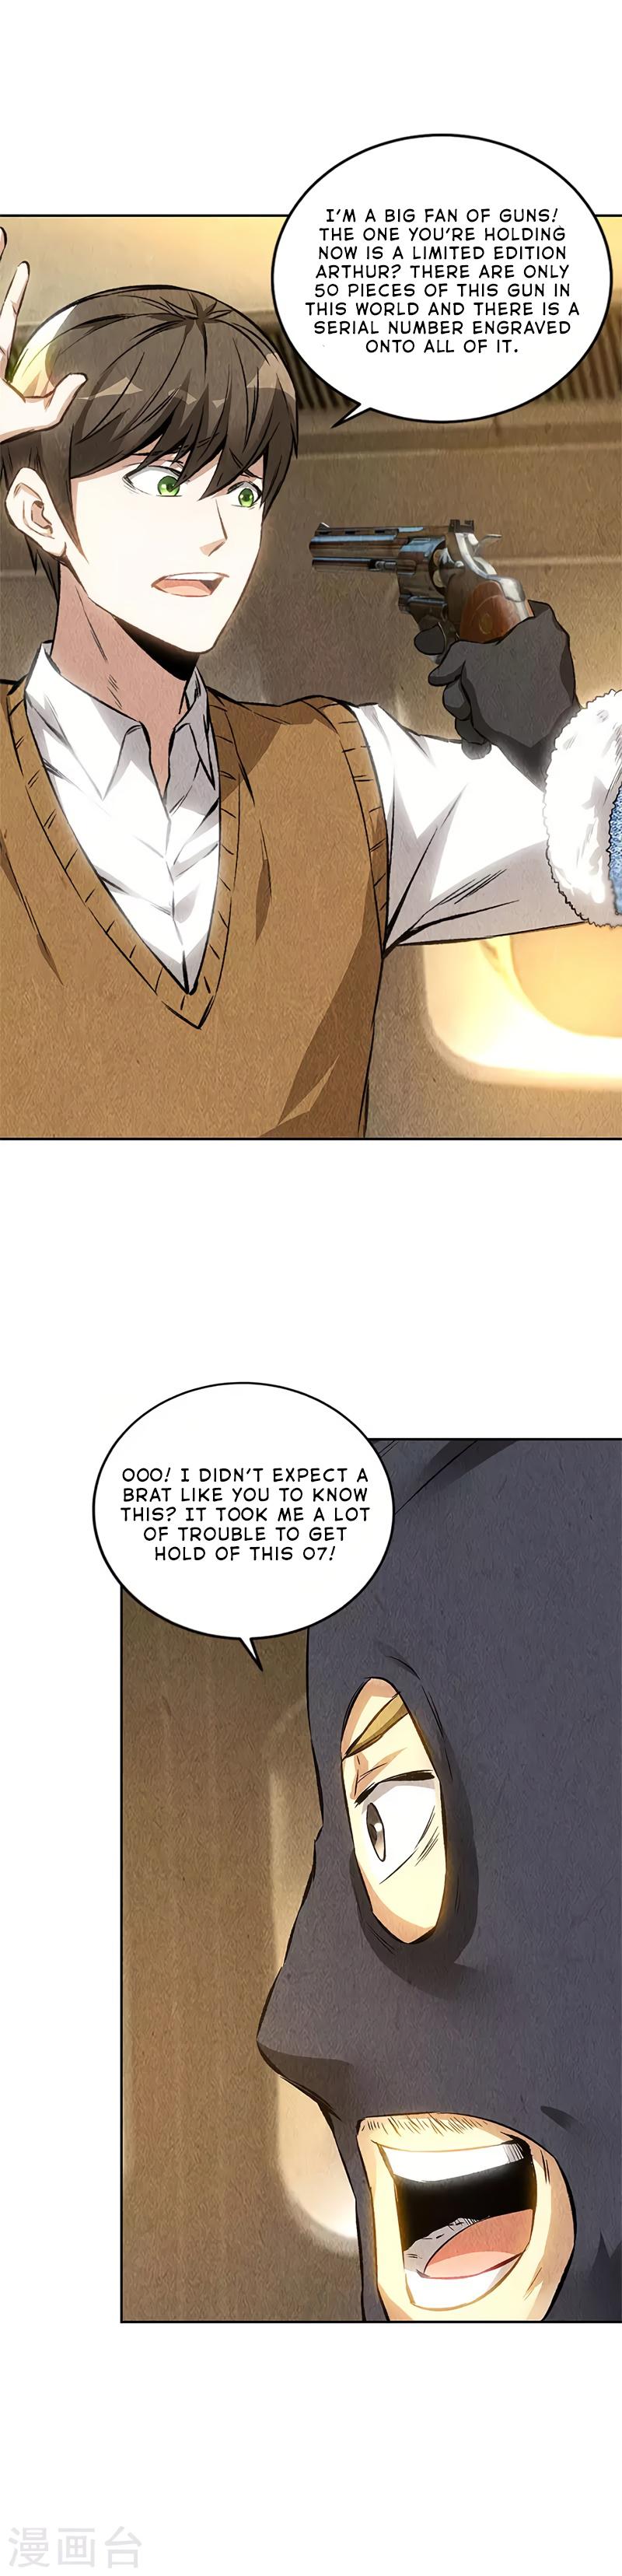 I'M A BIG FAN OF GUNS!
THE ONE YOU'RE HOLDING
NOW IS A LIMITED EDITION
ARTHUR? THERE ARE ONLY
50 PIECES OF THIS GUN IN
THIS WORLD AND THERE IS A
SERIAL NUMBER ENGRAVED
ONTO ALL OF IT.
OOO! I DIDN'T EXPECT A
BRAT LIKE YOU TO KNOW
THIS? IT TOOK ME A LOT
OF TROUBLE TO GET
HOLD OF THIS 07!
漫画台